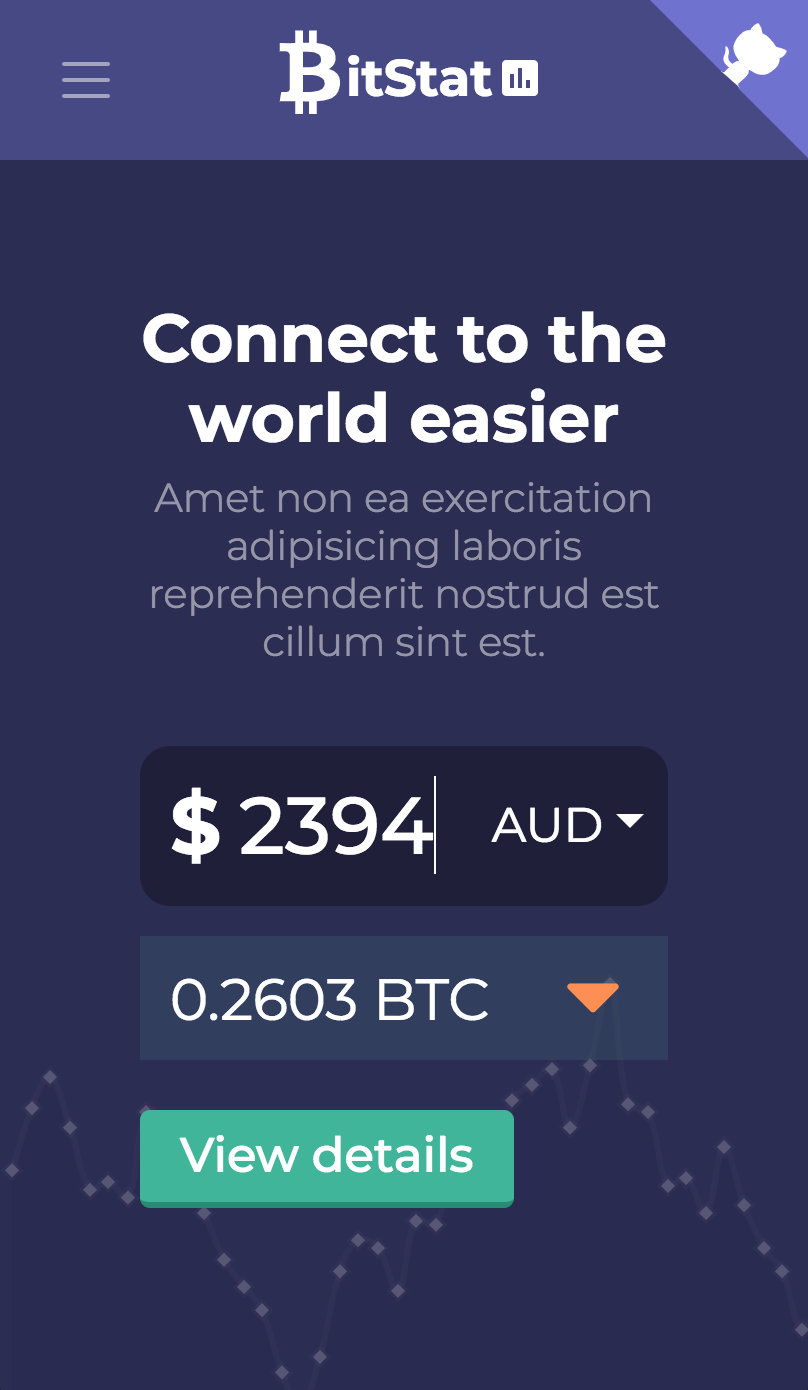 BitStat
Connect to the
world easier
Amet non ea exercitation
adipisicing laboris
reprehenderit nostrud est
cillum sint est.
$ 2394 AUD
0.2603 BTC
View details